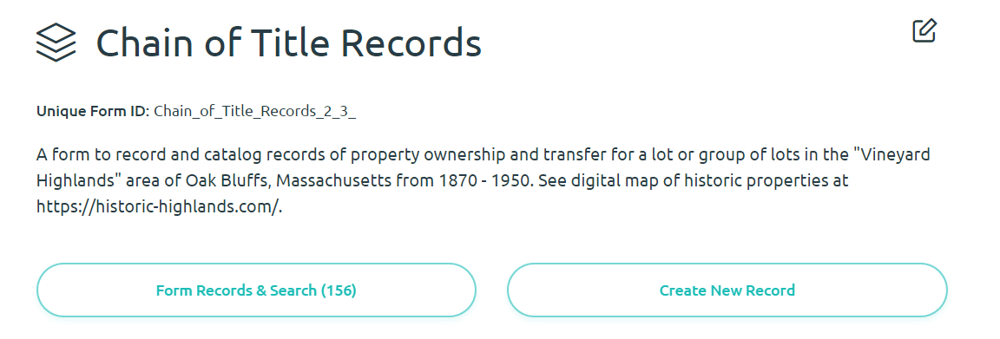 Chain of Title Records
Unique Form ID: Chain_of_Title_Records_2_3_
A form to record and catalog records of property ownership and transfer for a lot or group of lots in the "Vineyard
Highlands" area of Oak Bluffs, Massachusetts from 1870 - 1950. See digital map of historic properties at
https://historic-highlands.com/.
Form Records & Search (156)
Create New Record